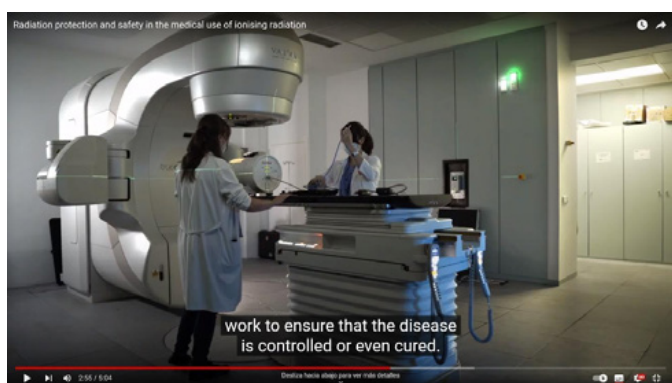 Radiation protection and safety in the medical use of ionising radiation
work to ensure that the disease
is controlled or even cured.
2:55 / 5:04
Desliza hacia abajo para ver más detalles